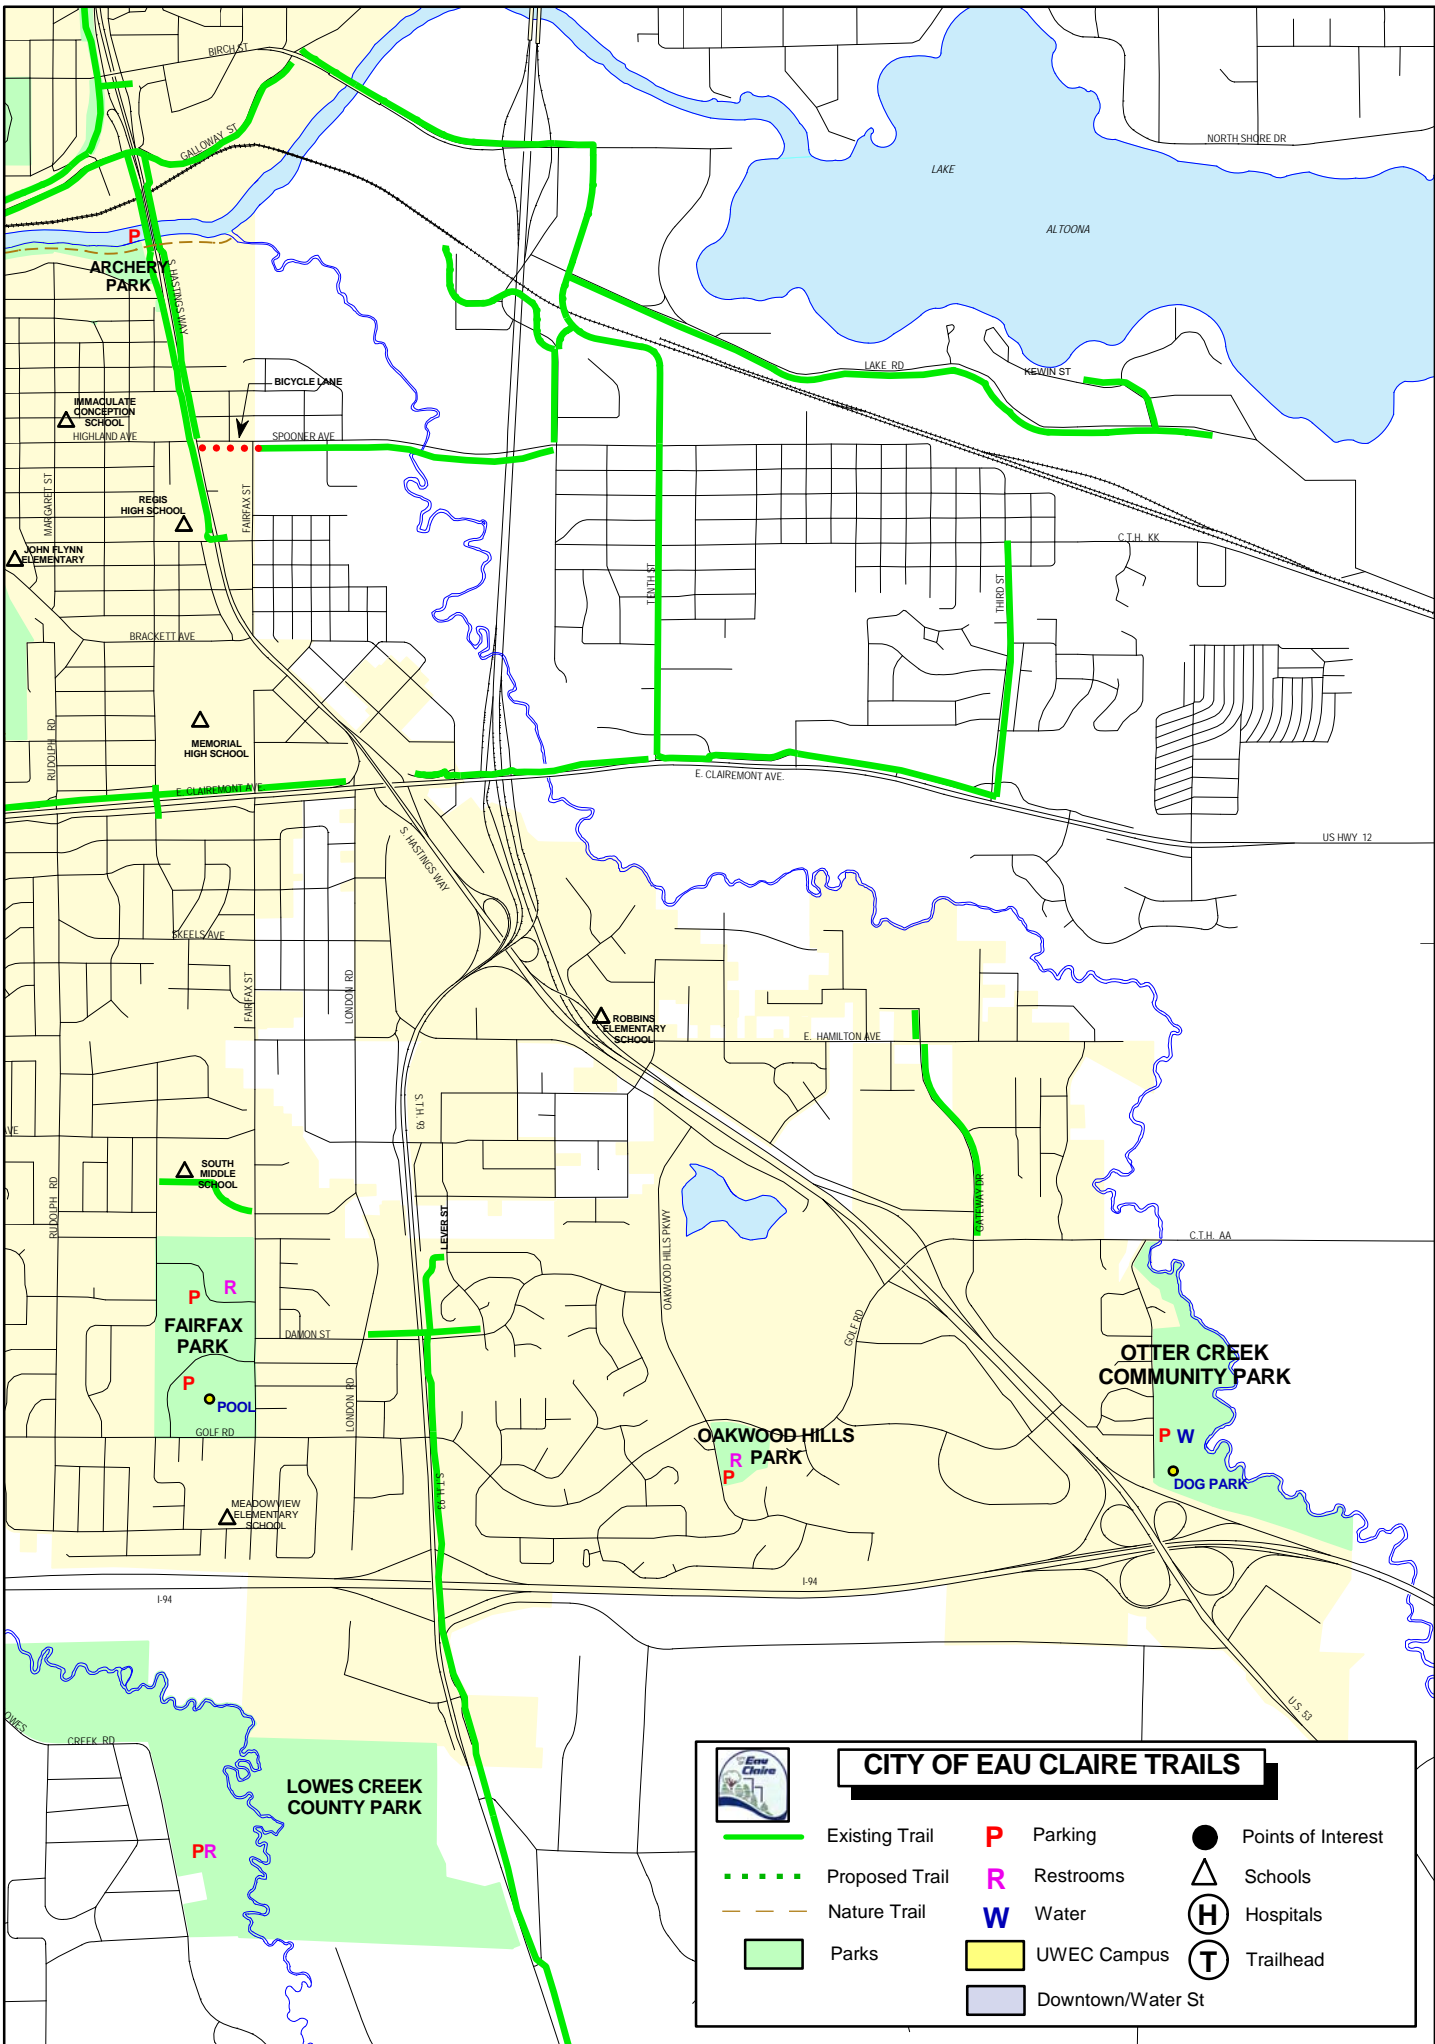 BIRCH ST
GALLOWAY ST
NORTH SHORE DR
LAKE
ALTOONA
P
ARCHERY
PARK
S. HASTINGS WAY
LAKE RD
KEWIN ST
BICYCLE LANE
IMMACULATE
CONCEPTION
SCHOOL
HIGHLAND AVE
SPOONER AVE
MARGARET ST
REGIS
HIGH SCHOOL
FAIRFAX ST
JOHN FLYNN
ELEMENTARY
C.T.H. KK
TENTH ST
THIRD ST
BRACKETT AVE
RUDOLPH RD
MEMORIAL
HIGH SCHOOL
E. CLAIREMONT AVE
E. CLAIREMONT AVE.
US HWY 12
S. HASTINGS WAY
SKEELS AVE
FAIRFAX ST
LONDON RD
ROBBINS
ELEMENTARY
SCHOOL
E. HAMILTON AVE
S.T.H. 93
AVE
SOUTH
MIDDLE
SCHOOL
RUDOLPH RD
LEVER ST
OAKWOOD HILLS PKWY
GATEWAY DR
C.T.H. AA
R
P
FAIRFAX
PARK
DAMON ST
GOLF RD
OTTER CREEK
COMMUNITY PARK
P
POOL
LONDON RD
GOLF RD
OAKWOOD HILLS
PARK
R
P
P W
DOG PARK
S.T.H. 93
MEADOWVIEW
ELEMENTARY
SCHOOL
I-94
I-94
U.S. 53
OWES
CREEK RD
LOWES CREEK
COUNTY PARK
PR
Eau
Claire
CITY OF EAU CLAIRE TRAILS
Existing Trail
P Parking
Points of Interest
Proposed Trail
R Restrooms
Schools
Nature Trail
W Water
H Hospitals
Parks
UWEC Campus
T Trailhead
Downtown/Water St